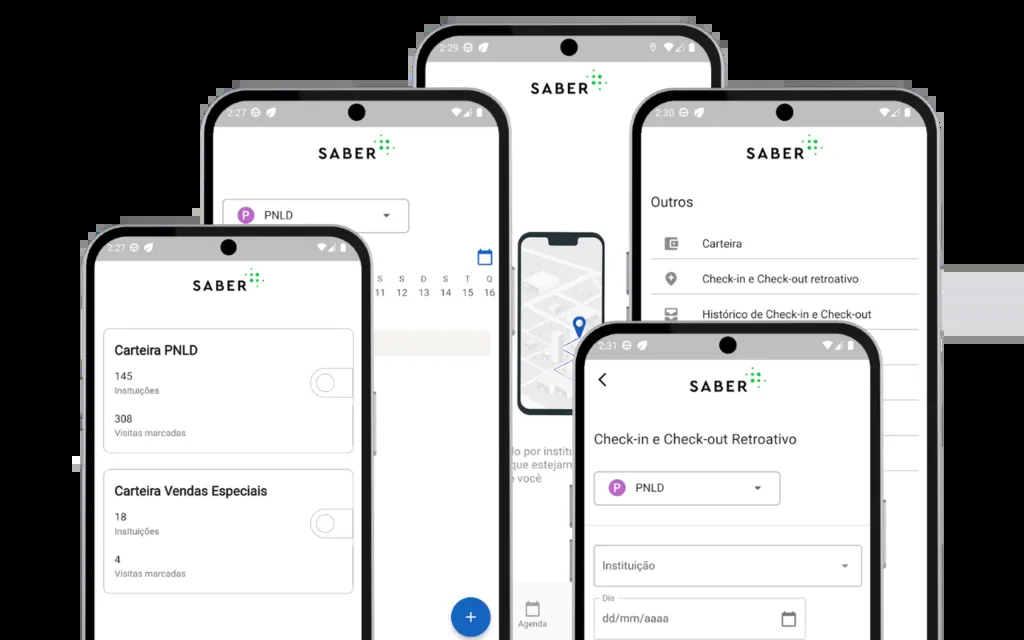 2:29
SABER
2:27
SABER
P PNLD
S S D S T Q
11 12 13 14 15 16
2:30
SABER
Outros
Carteira
Check-in e Check-out retroativo
Histórico de Check-in e Check-out
2:27
SABER
Carteira PNLD
145
Insituições
308
Visitas marcadas
Carteira Vendas Especiais
18
Insituições
4
Visitas marcadas
do por institu
que estejam
você
Agenda
2:31
SABER
Check-in e Check-out Retroativo
P PNLD
Instituição
Dia
dd/mm/aaaa